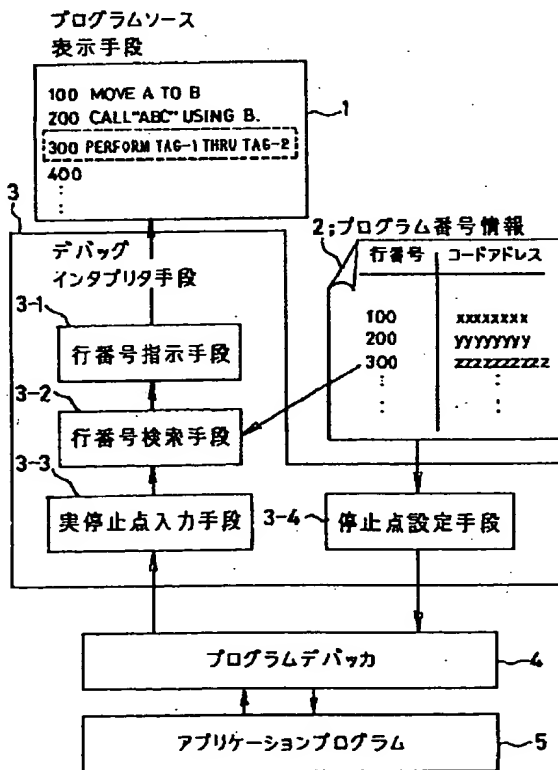 プログラムソース
表示手段
100 MOVE A TO B
200 CALL"ABC" USING B.
300 PERFORM TAG-1 THRU TAG-2
400
1
3
デバッグ
インタプリタ手段
2;プログラム番号情報
行番号 コードアドレス
100 xxxxxxxx
200 yyyyyyyy
300 zzzzzzzzzz
3-1
行番号指示手段
3-2
行番号検索手段
3-3
実停止点入力手段
3-4
停止点設定手段
プログラムデバッカ
4
アプリケーションプログラム
5